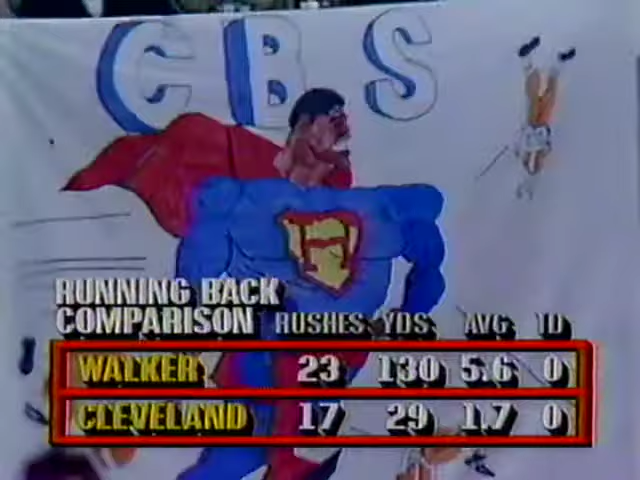 CBS
H
RUNNING BACK
COMPARISON RUSHES YDS AVG TD
WALKER 23 130 5.6 0
CLEVELAND 17 29 1.7 0